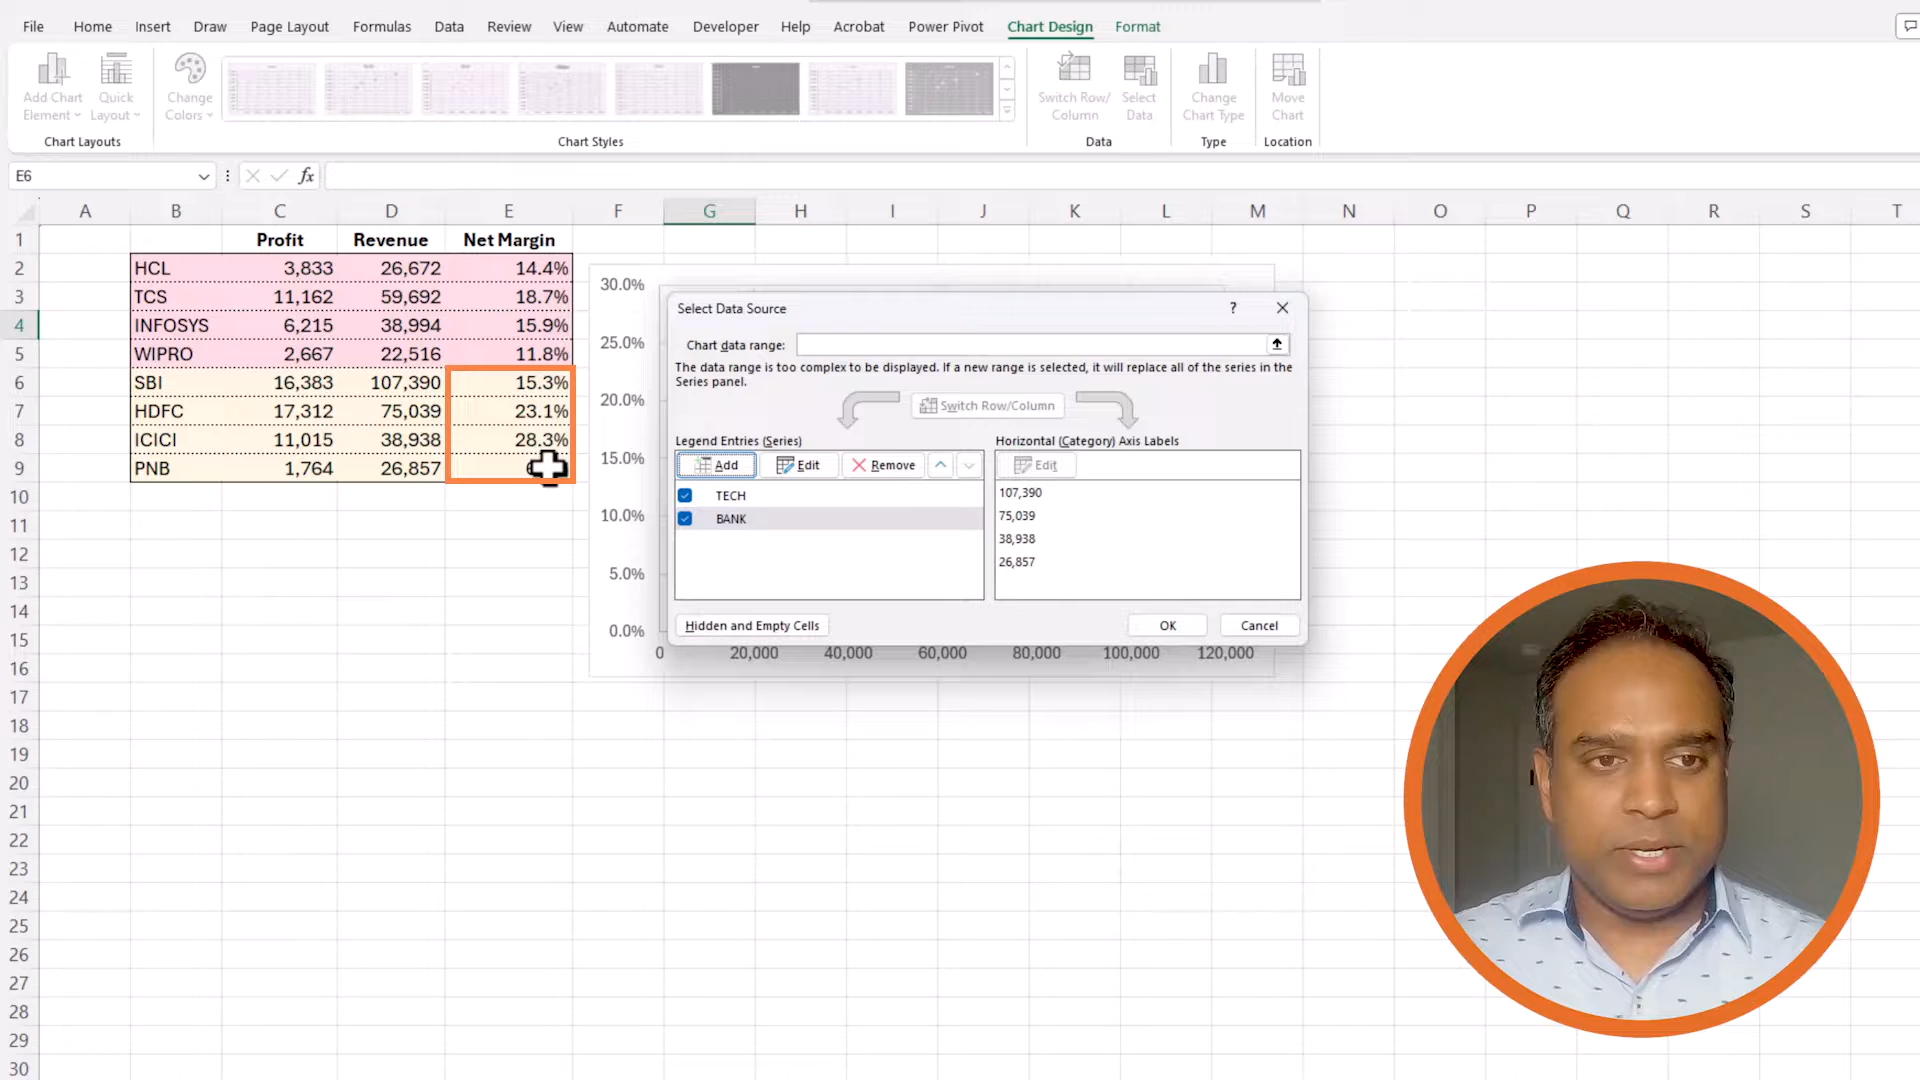 File Home Insert Draw Page Layout Formulas Data Review View Automate Developer Help Acrobat Power Pivot Chart Design Format
Add Chart Element
Quick Layout
Change Colors
Switch Row/ Column
Select Data
Change Chart Type
Move Chart
Chart Layouts
Chart Styles
Data
Type
Location
E6
fx
A B C D E F G H I J K L M N O P Q R S T
1 Profit Revenue Net Margin
2 HCL 3,833 26,672 14.4%
3 TCS 11,162 59,692 18.7%
4 INFOSYS 6,215 38,994 15.9%
5 WIPRO 2,667 22,516 11.8%
6 SBI 16,383 107,390 15.3%
7 HDFC 17,312 75,039 23.1%
8 ICICI 11,015 38,938 28.3%
9 PNB 1,764 26,857
10
11
12
13
14
15
16
17
18
19
20
21
22
23
24
25
26
27
28
29
30
30.0%
25.0%
20.0%
15.0%
10.0%
5.0%
0.0%
0 20,000 40,000 60,000 80,000 100,000 120,000
Select Data Source
?
Chart data range:
The data range is too complex to be displayed. If a new range is selected, it will replace all of the series in the
Series panel.
Switch Row/Column
Legend Entries (Series)
Add Edit Remove
TECH
BANK
Horizontal (Category) Axis Labels
Edit
107,390
75,039
38,938
26,857
Hidden and Empty Cells
OK
Cancel